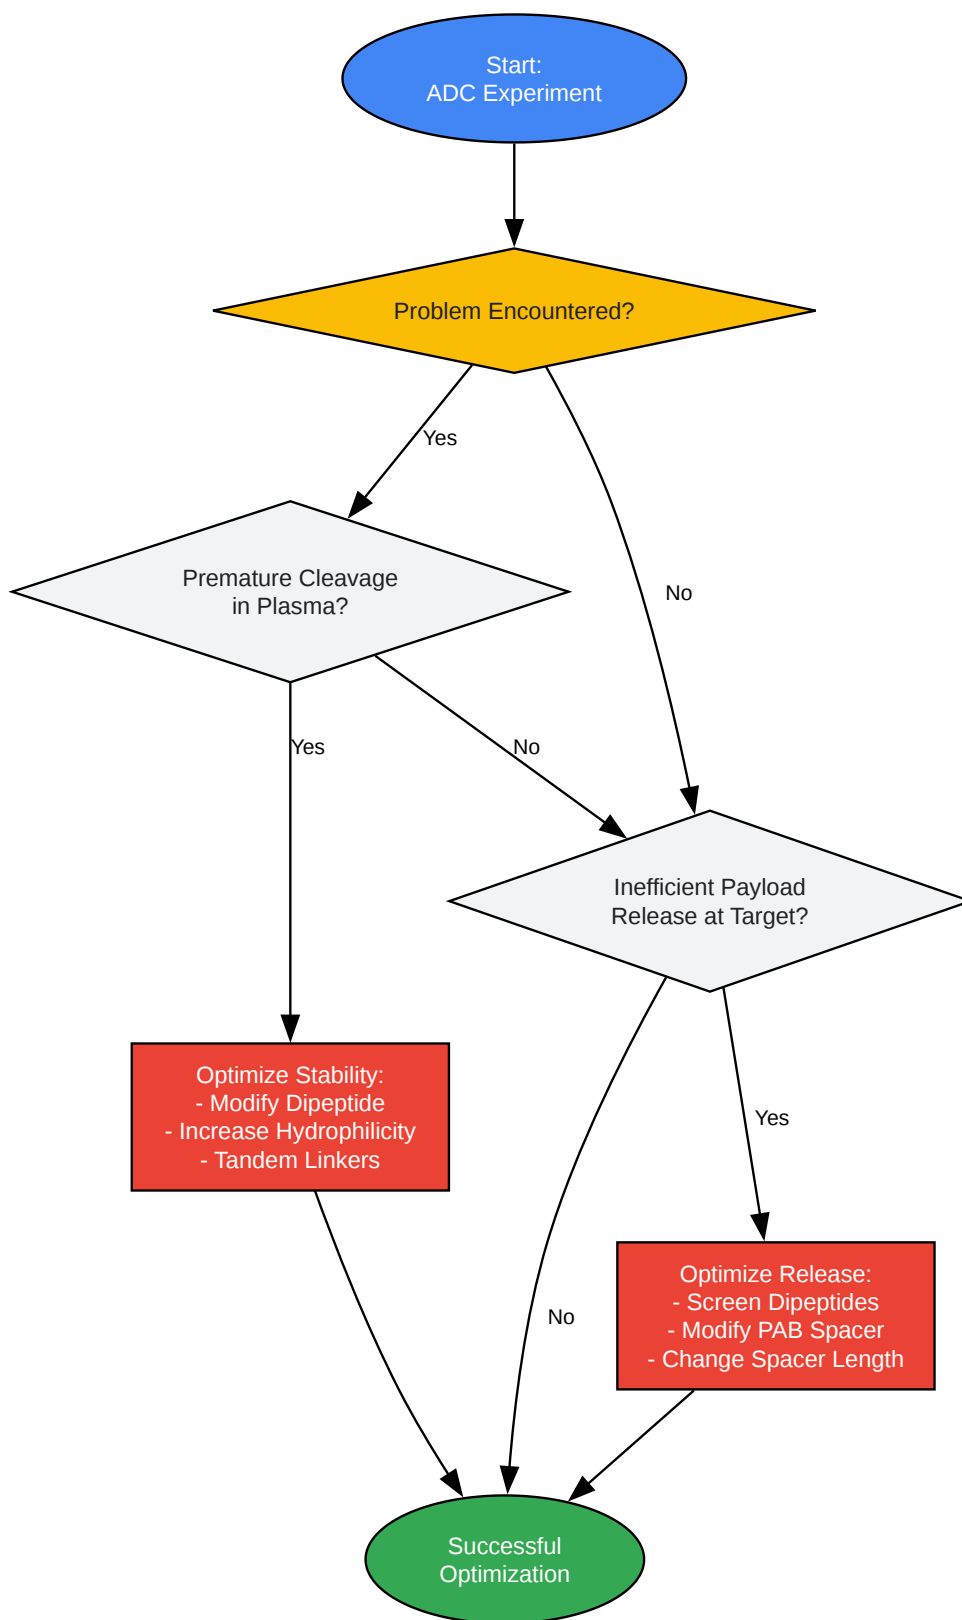 Start:
ADC Experiment
Problem Encountered?
Yes
No
Premature Cleavage
in Plasma?
Yes
No
Inefficient Payload
Release at Target?
Optimize Stability:
- Modify Dipeptide
- Increase Hydrophilicity
- Tandem Linkers
Yes
No
Optimize Release:
- Screen Dipeptides
- Modify PAB Spacer
- Change Spacer Length
Successful
Optimization